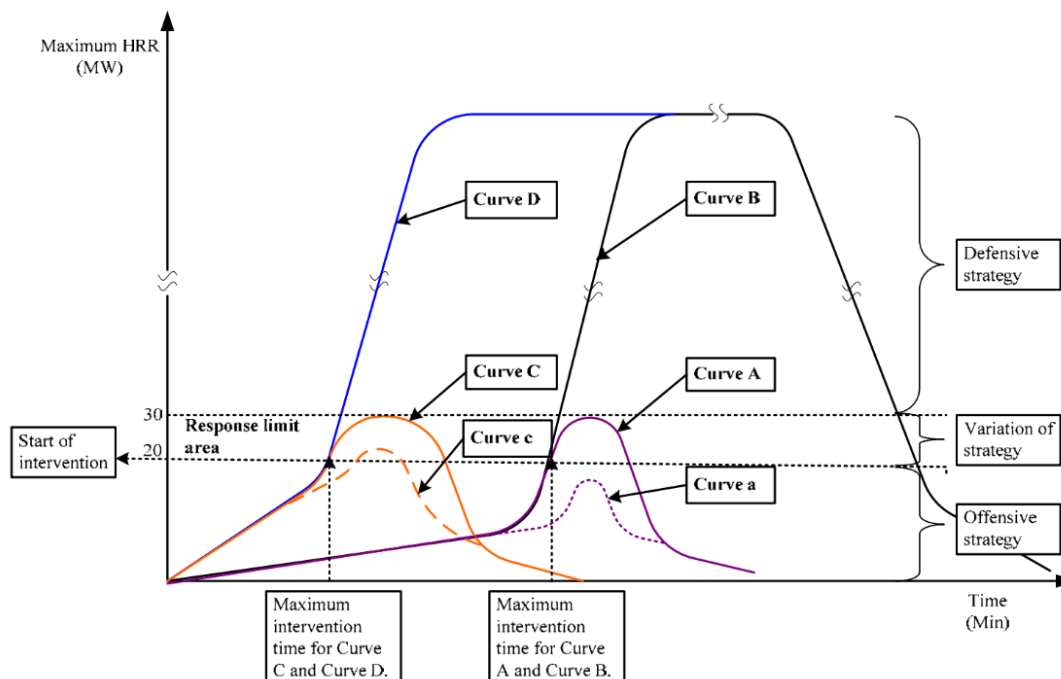 Maximum HRR
(MW)
Curve D
Curve B
Defensive
strategy
Curve C
Curve A
30
Response limit
area
Curve c
Variation of
strategy
Start of
intervention
20
Curve a
Offensive
strategy
Maximum
intervention
time for Curve
C and Curve D.
Maximum
intervention
time for Curve
A and Curve B.
Time
(Min)